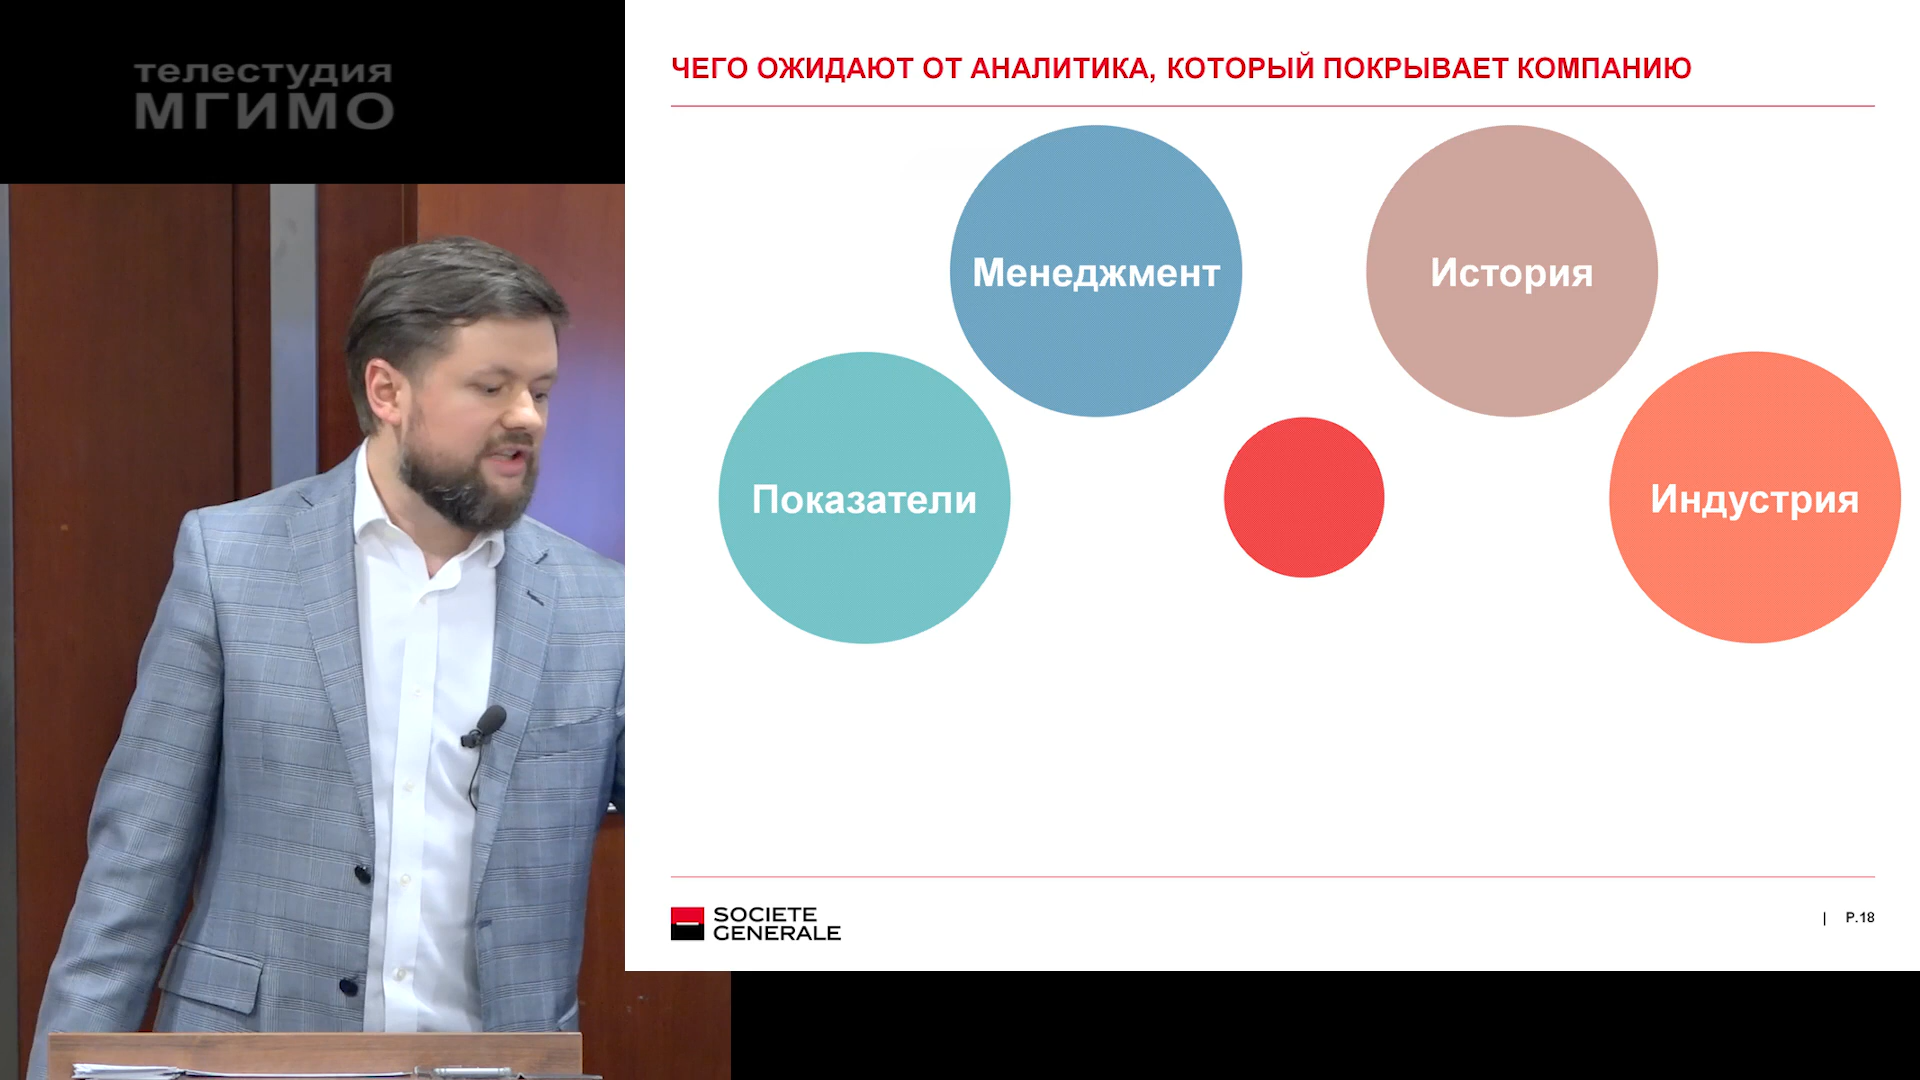 телестудия
МГИМО
ЧЕГО ОЖИДАЮТ ОТ АНАЛИТИКА, КОТОРЫЙ ПОКРЫВАЕТ КОМПАНИЮ
Менеджмент
История
Показатели
Индустрия
SOCIETE
GENERALE
| P.18